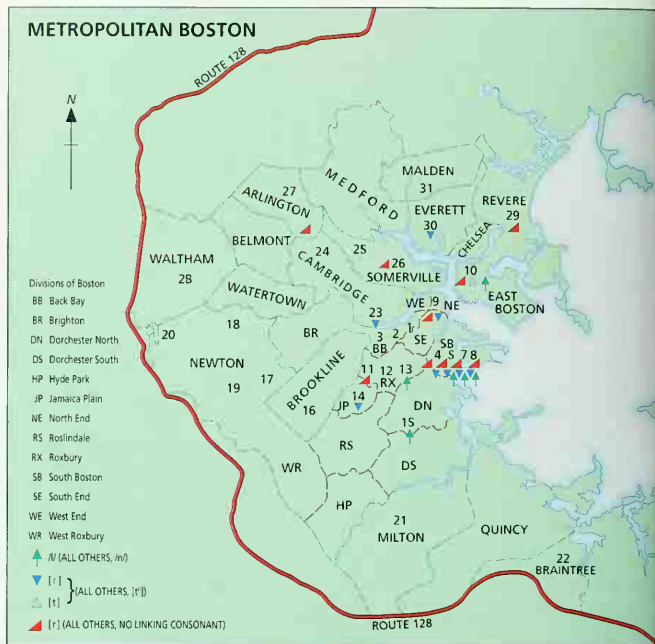 METROPOLITAN BOSTON
ROUTE 128
N
MALDEN
31
MEDFORD
27
ARLINGTON
EVERETT
30
REVERE
29
CHELSEA
BELMONT
24
25
26
SOMERVILLE
10
EAST
BOSTON
WALTHAM
28
CAMBRIDGE
WATERTOWN
WE
9
NE
23
18
BR
3
2
1
BB
SE
SB
20
NEWTON
BROOKLINE
4
5
7
8
11
12
13
RX
19
17
16
14
JP
DN
15
RS
DS
WR
HP
21
MILTON
QUINCY
22
BRAINTREE
ROUTE 128
Divisions of Boston
BB Back Bay
BR Brighton
DN Dorchester North
DS Dorchester South
HP Hyde Park
JP Jamaica Plain
NE North End
RS Roslindale
RX Roxbury
SB South Boston
SE South End
WE West End
WR West Roxbury
/l/ (ALL OTHERS, /n/)
[ɾ]
[t] } (ALL OTHERS, [tʰ])
[r] (ALL OTHERS, NO LINKING CONSONANT)